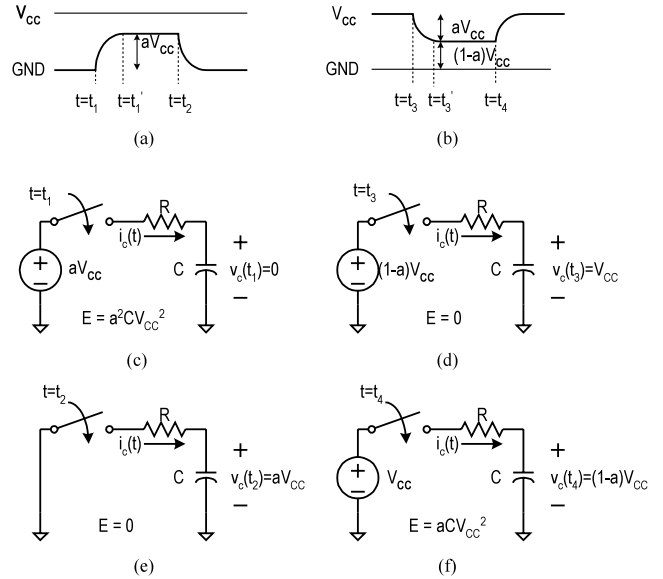 Vcc
aVcc
GND
t=t1
t=t1'
t=t2
(a)
Vcc
aVcc
(1-a)Vcc
GND
t=t3
t=t3'
t=t4
(b)
t=t1
R
ic(t)
+
−
aVcc
C
+
vc(t1)=0
−
E = a²CVCC²
(c)
t=t3
R
ic(t)
+
−
(1-a)Vcc
C
+
vc(t3)=VCC
−
E = 0
(d)
t=t2
R
ic(t)
C
+
vc(t2)=aVCC
−
E = 0
(e)
t=t4
R
ic(t)
+
−
Vcc
C
+
vc(t4)=(1-a)VCC
−
E = aCVCC²
(f)